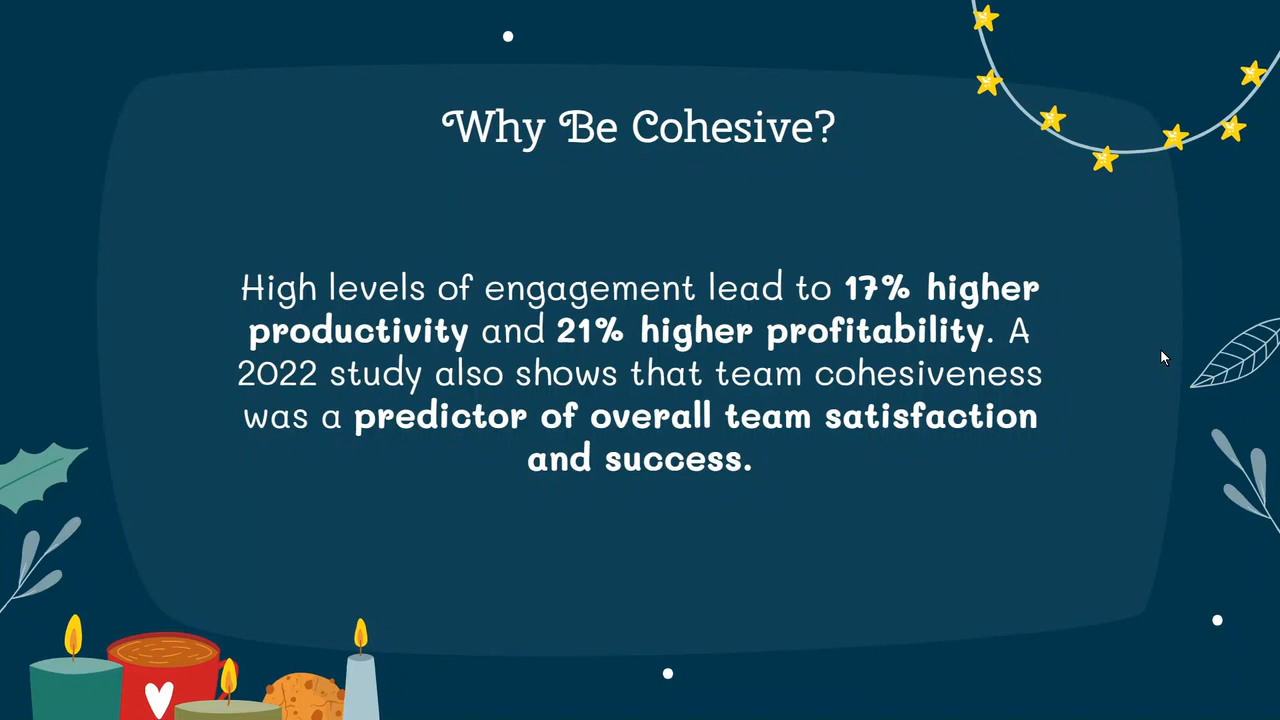 Why Be Cohesive?
High levels of engagement lead to 17% higher
productivity and 21% higher profitability. A
2022 study also shows that team cohesiveness
was a predictor of overall team satisfaction
and success.